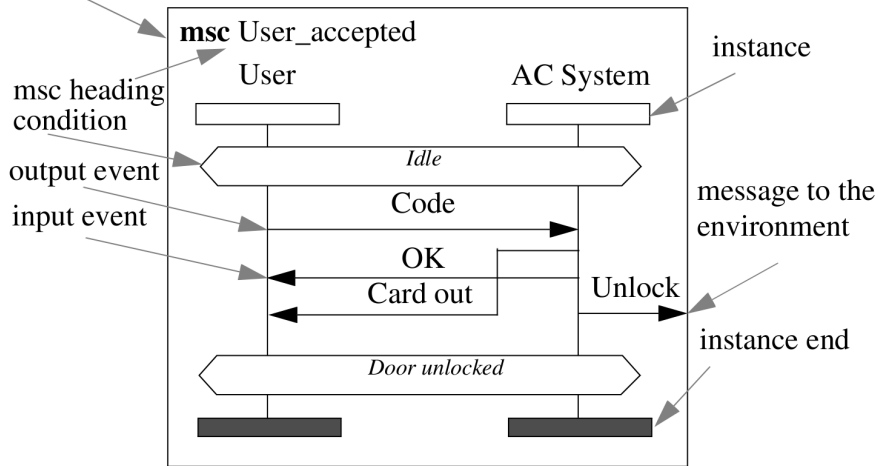 msc User_accepted
User
AC System
instance
msc heading
condition
Idle
output event
input event
Code
message to the
environment
OK
Card out
Unlock
instance end
Door unlocked